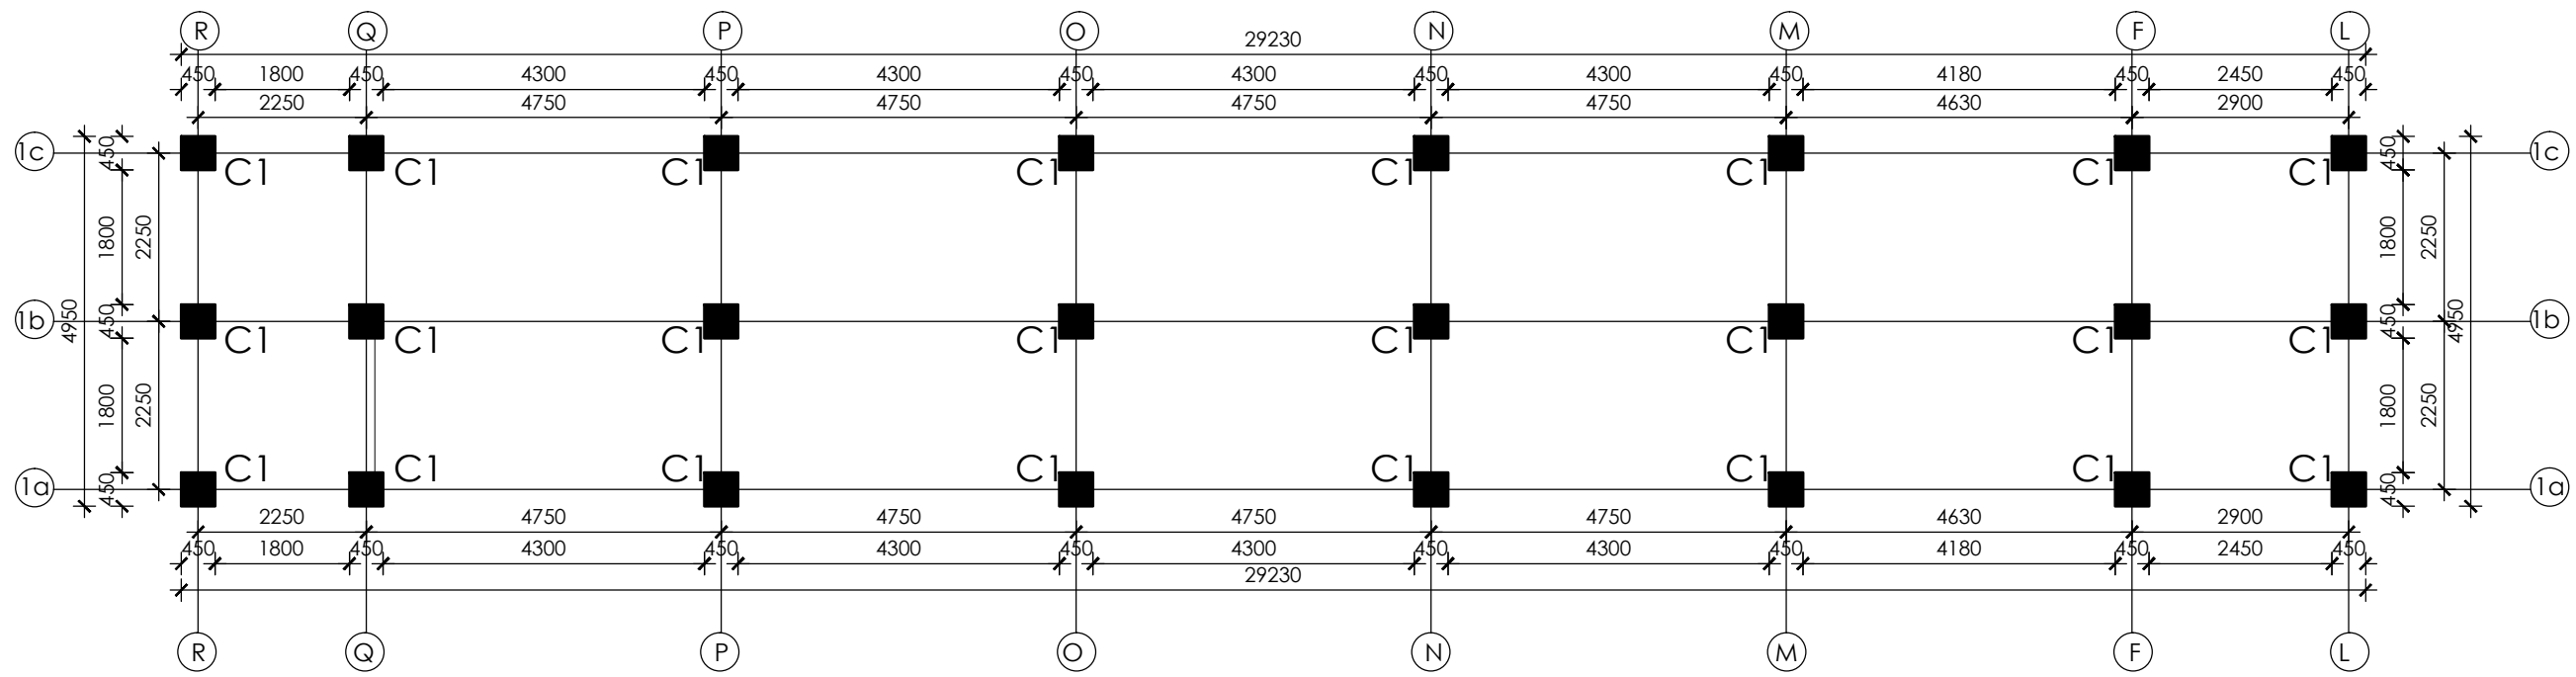 R Q P O N M F L
29230
450 1800 450 4300 450 4300 450 4300 450 4300 450 4180 450 2450 450
2250 4750 4750 4750 4750 4630 2900
1c 450 450 1c
C1 C1 C1 C1 C1 C1 C1 C1
1800 2250 1800 2250
1b 4950 450 450 4950 1b
C1 C1 C1 C1 C1 C1 C1 C1
1800 2250 1800 2250
C1 C1 C1 C1 C1 C1 C1 C1
1a 450 450 1a
2250 4750 4750 4750 4750 4630 2900
450 1800 450 4300 450 4300 450 4300 450 4300 450 4180 450 2450 450
29230
R Q P O N M F L